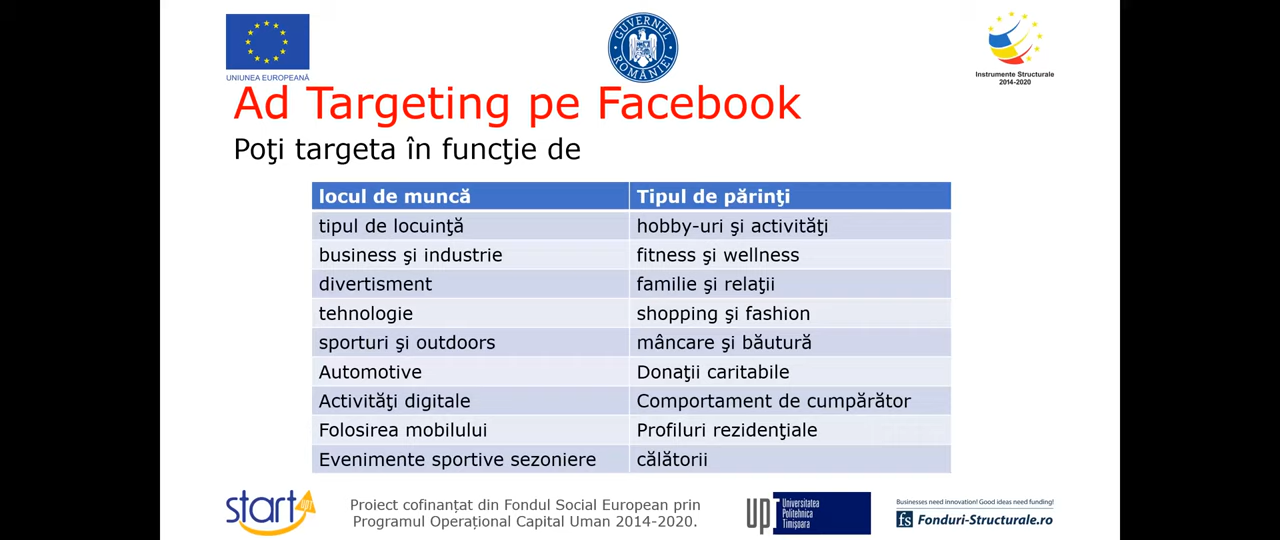 UNIUNEA EUROPEANĂ
GUVERNUL ROMÂNIEI
Instrumente Structurale
2014-2020
Ad Targeting pe Facebook
Poţi targeta în funcţie de
locul de muncă Tipul de părinţi
tipul de locuinţă hobby-uri şi activităţi
business şi industrie fitness şi wellness
divertisment familie şi relaţii
tehnologie shopping şi fashion
sporturi şi outdoors mâncare şi băutură
Automotive Donaţii caritabile
Activităţi digitale Comportament de cumpărător
Folosirea mobilului Profiluri rezidenţiale
Evenimente sportive sezoniere călătorii
start UPT
Proiect cofinanțat din Fondul Social European prin
Programul Operațional Capital Uman 2014-2020.
UPT
Universitatea
Politehnica
Timișoara
Businesses need innovation! Good ideas need funding!
fs Fonduri-Structurale.ro